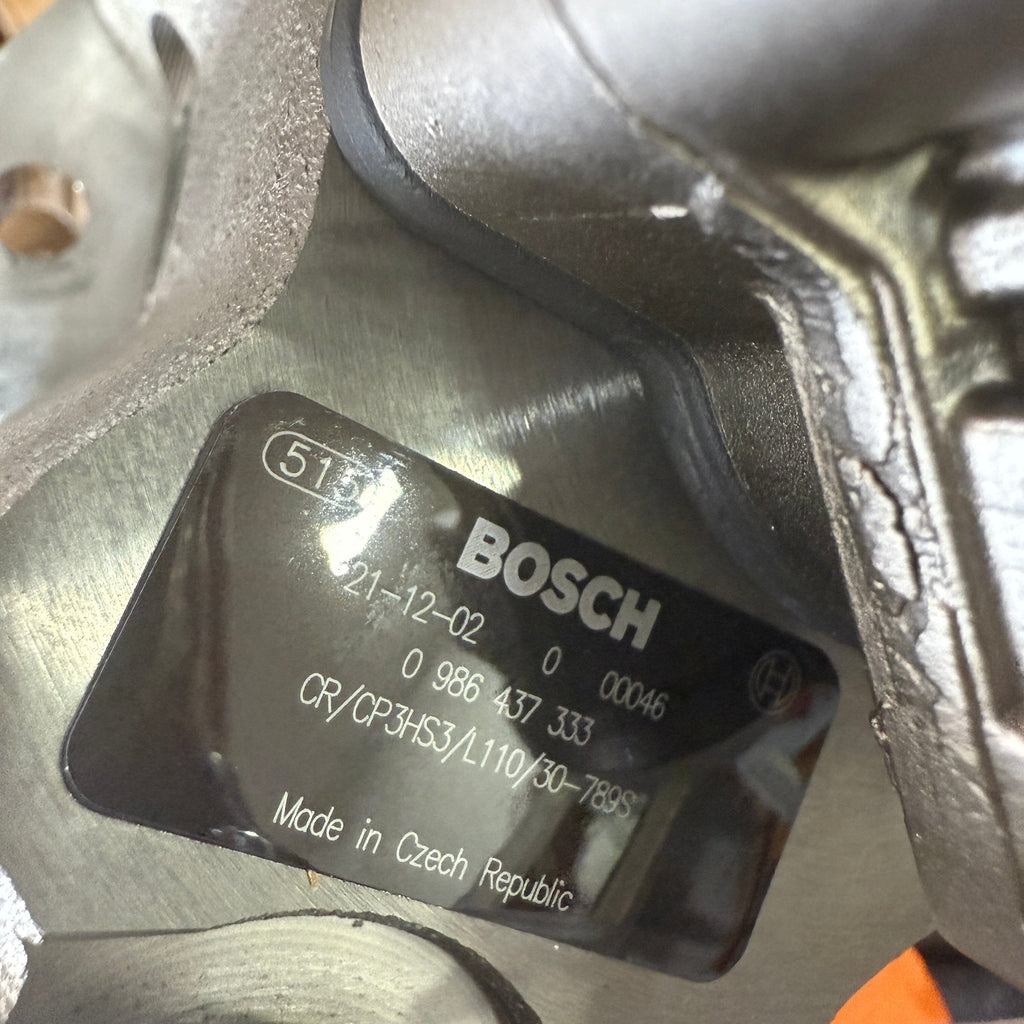 BOSCH
21-12-02 0 00046
0 986 437 333
CR/CP3HS3/L110/30-789S
Made in Czech Republic